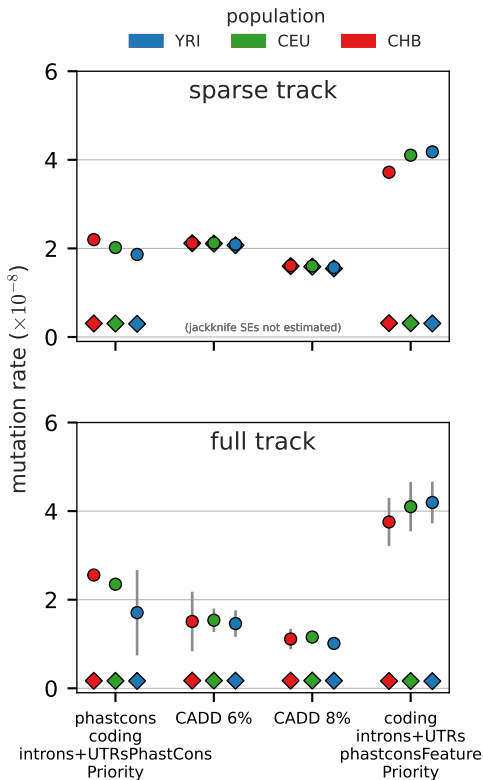 population
YRI CEU CHB
sparse track
6
4
2
0
(jackknife SEs not estimated)
mutation rate (×10⁻⁸)
full track
6
4
2
0
phastcons
coding
intron+UTRsPhastCons
Priority
CADD 6%
CADD 8%
coding
introns+UTRs
phastconsFeature
Priority